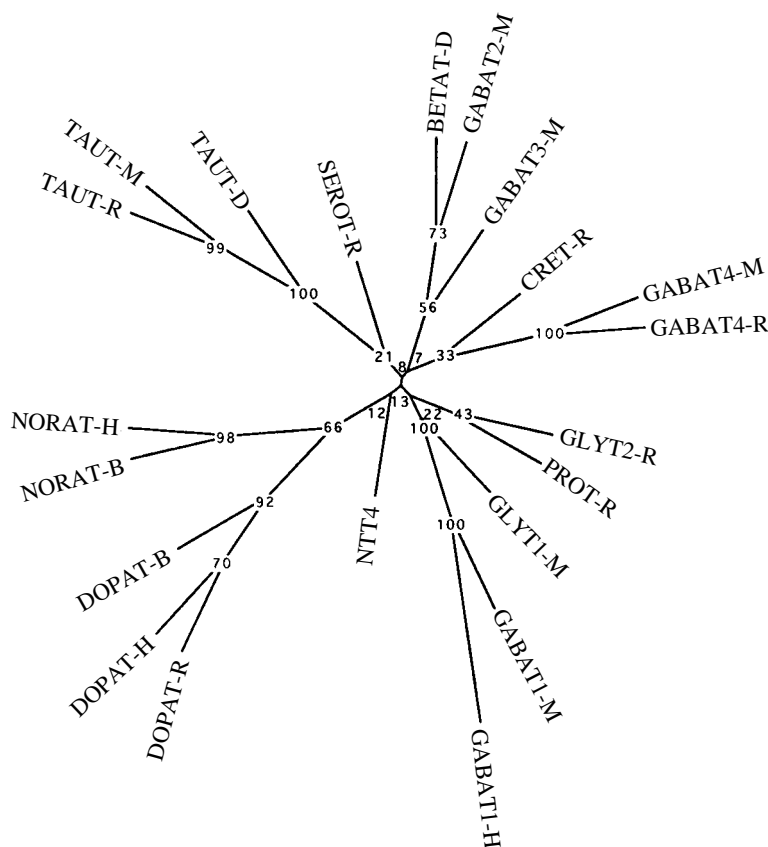 BETAT-D
GABAT2-M
TAUT-M
TAUT-D
GABAT3-M
TAUT-R
SEROT-R
73
99
CRET-R
GABAT4-M
100
56
GABAT4-R
100
21
8
7
33
NORAT-H
98
66
12
13
22
43
100
GLYT2-R
NORAT-B
PROT-R
92
NTT4
GLYT1-M
100
DOPAT-B
70
DOPAT-H
DOPAT-R
GABAT1-M
GABAT1-H